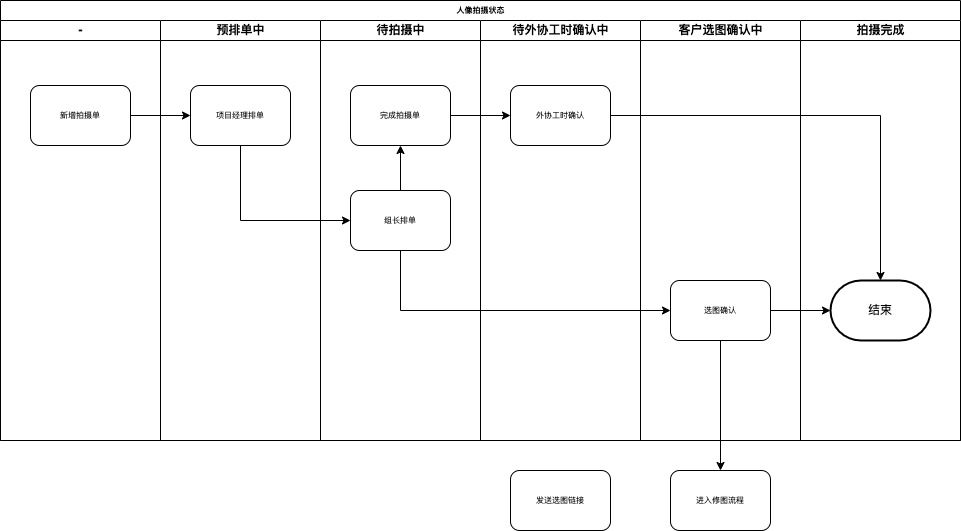 人像拍摄状态
-
预排单中
待拍摄中
待外协工时确认中
客户选图确认中
拍摄完成
新增拍摄单
项目经理排单
完成拍摄单
外协工时确认
组长排单
选图确认
结束
发送选图链接
进入修图流程